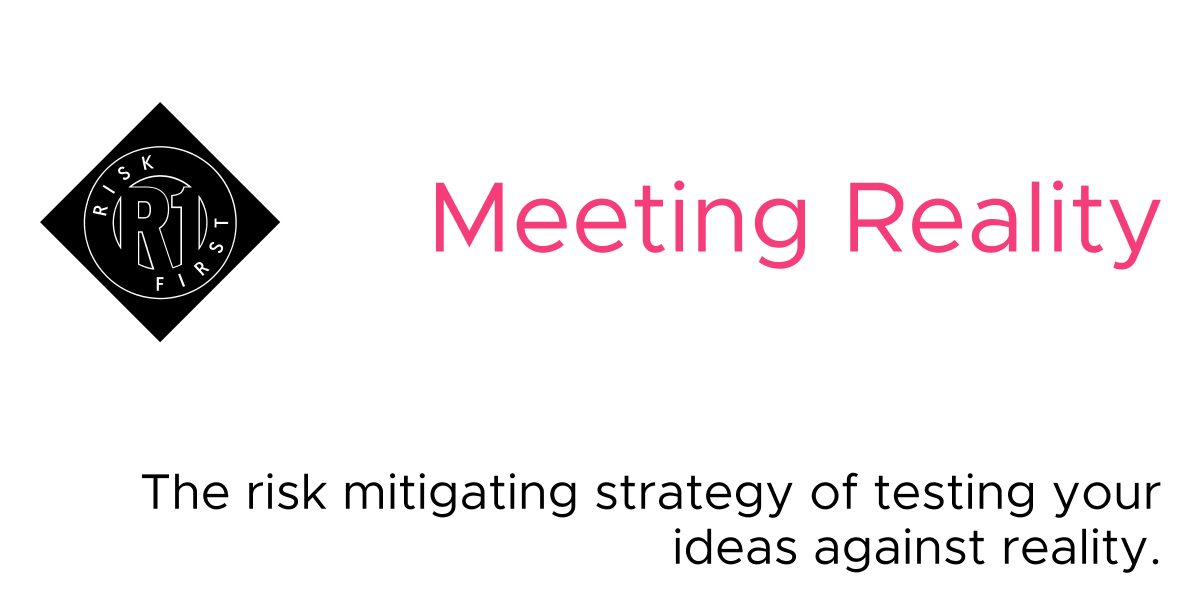 RISK
R1
FIRST
Meeting Reality
The risk mitigating strategy of testing your
ideas against reality.